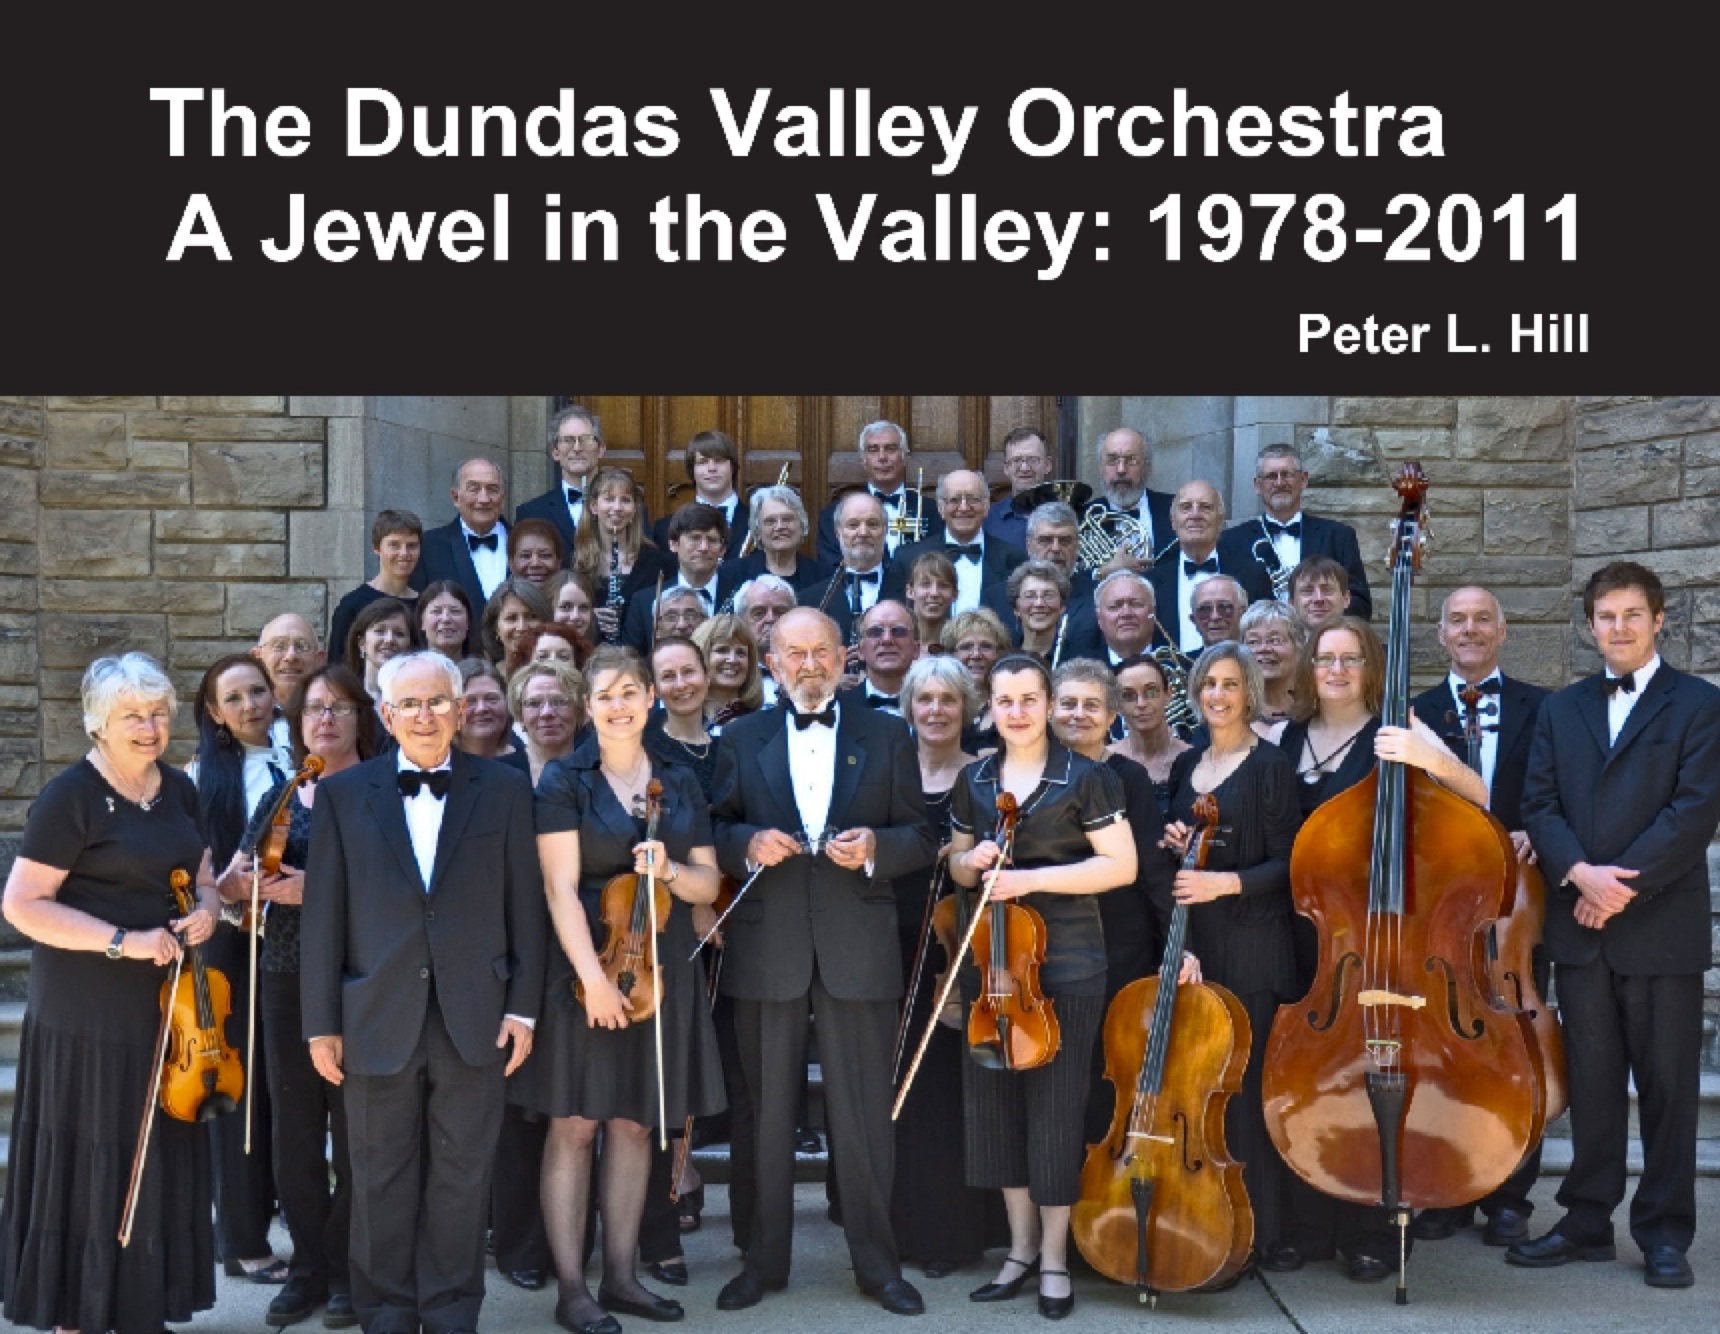 The Dundas Valley Orchestra
A Jewel in the Valley: 1978-2011
Peter L. Hill